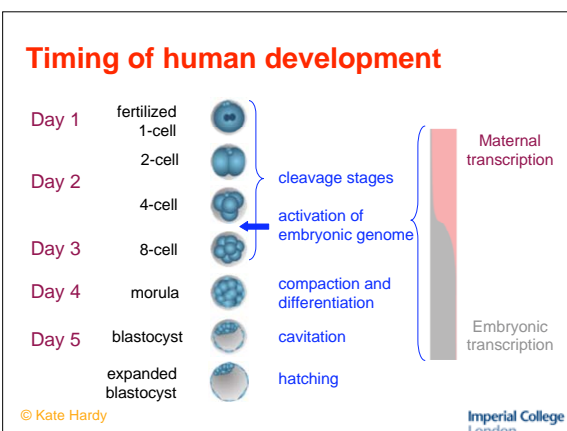 Timing of human development
Day 1
fertilized
1-cell
2-cell
Day 2
4-cell
Day 3
8-cell
Day 4
morula
Day 5
blastocyst
expanded
blastocyst
cleavage stages
activation of
embryonic genome
compaction and
differentiation
cavitation
hatching
Maternal
transcription
Embryonic
transcription
© Kate Hardy
Imperial College
London